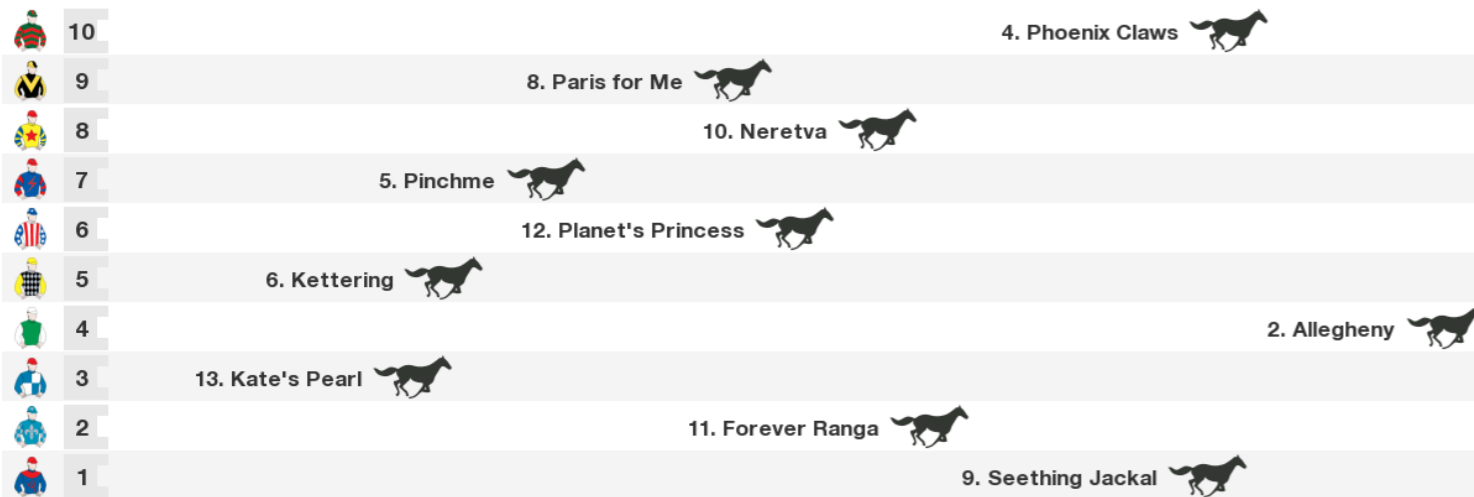 10 4. Phoenix Claws
9 8. Paris for Me
8 10. Neretva
7 5. Pinchme
6 12. Planet's Princess
5 6. Kettering
4 2. Allegheny
3 13. Kate's Pearl
2 11. Forever Ranga
1 9. Seething Jackal